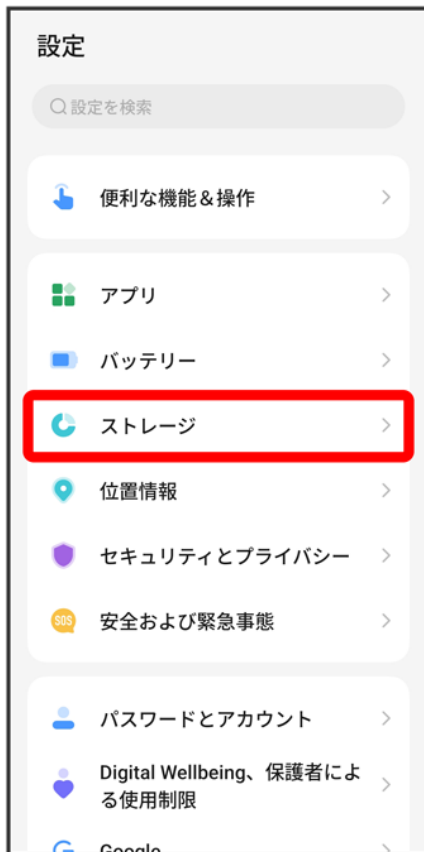 設定
設定を検索
便利な機能＆操作
アプリ
バッテリー
ストレージ
位置情報
セキュリティとプライバシー
SOS
安全および緊急事態
パスワードとアカウント
Digital Wellbeing、保護者によ
る使用制限
Google